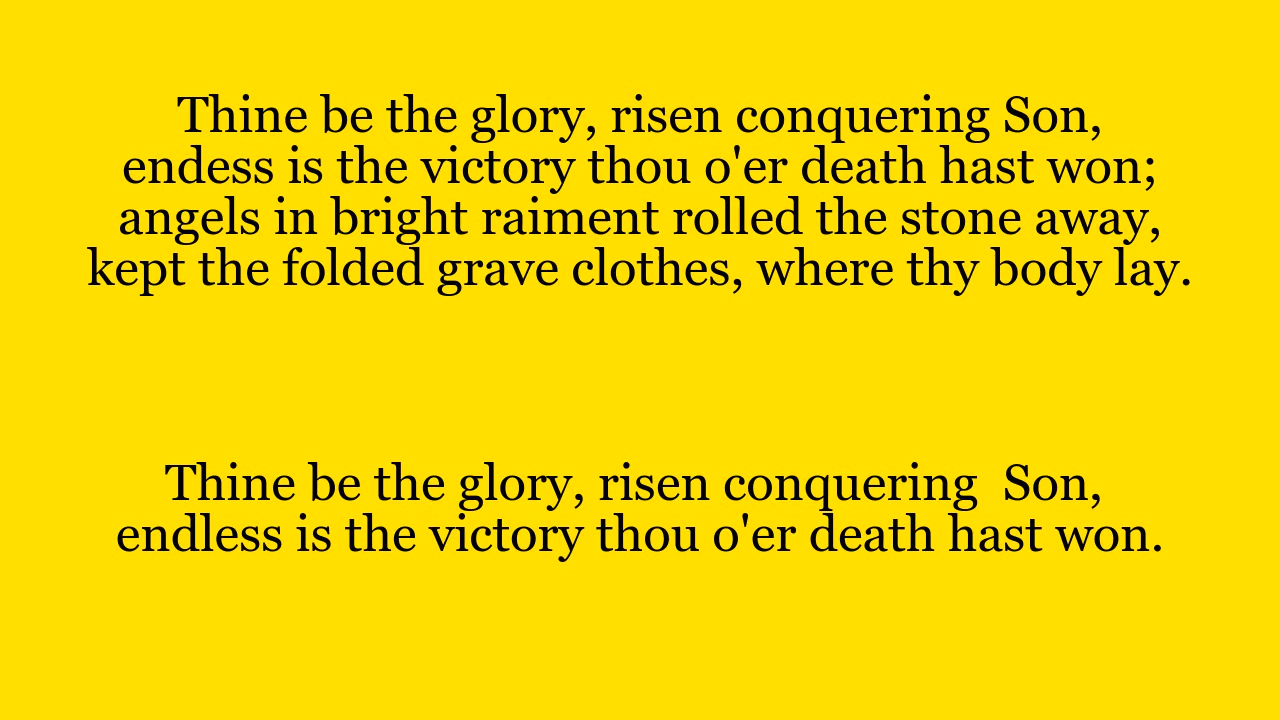 Thine be the glory, risen conquering Son,
endess is the victory thou o'er death hast won;
angels in bright raiment rolled the stone away,
kept the folded grave clothes, where thy body lay.
Thine be the glory, risen conquering  Son,
endless is the victory thou o'er death hast won.